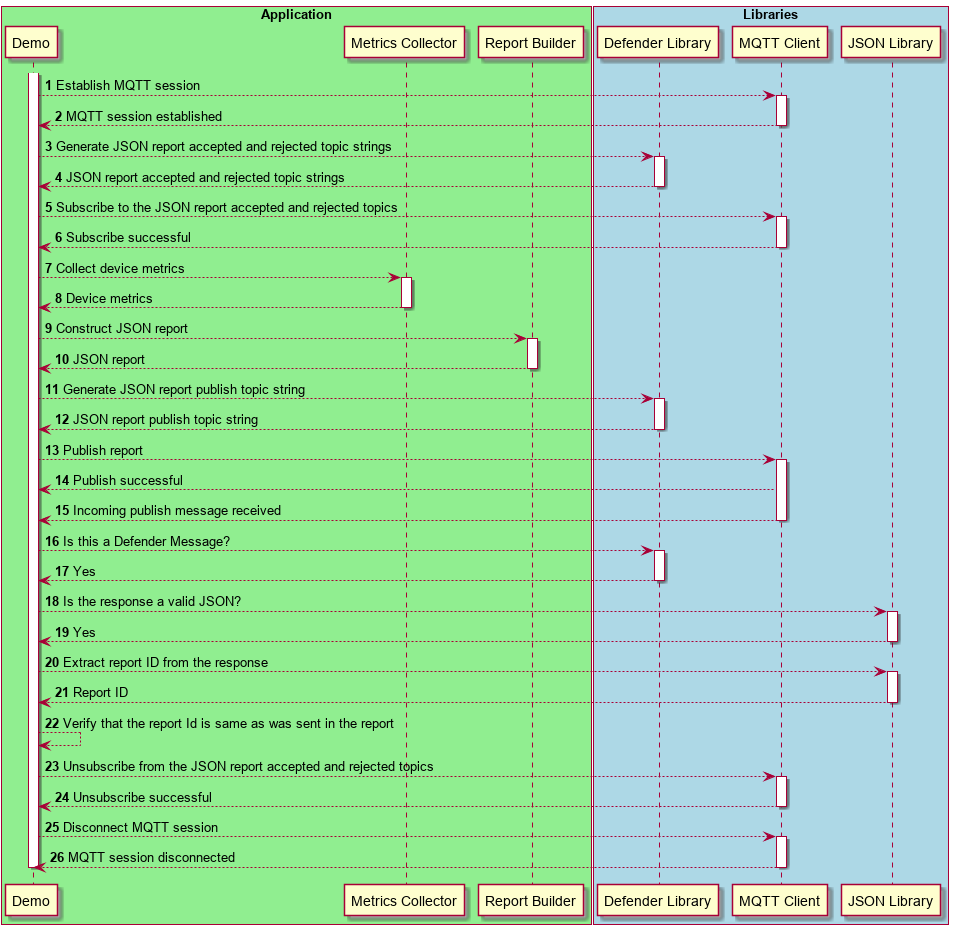 Application
Libraries
Demo
Metrics Collector
Report Builder
Defender Library
MQTT Client
JSON Library
1 Establish MQTT session
2 MQTT session established
3 Generate JSON report accepted and rejected topic strings
4 JSON report accepted and rejected topic strings
5 Subscribe to the JSON report accepted and rejected topics
6 Subscribe successful
7 Collect device metrics
8 Device metrics
9 Construct JSON report
10 JSON report
11 Generate JSON report publish topic string
12 JSON report publish topic string
13 Publish report
14 Publish successful
15 Incoming publish message received
16 Is this a Defender Message?
17 Yes
18 Is the response a valid JSON?
19 Yes
20 Extract report ID from the response
21 Report ID
22 Verify that the report Id is same as was sent in the report
23 Unsubscribe from the JSON report accepted and rejected topics
24 Unsubscribe successful
25 Disconnect MQTT session
26 MQTT session disconnected
Demo
Metrics Collector
Report Builder
Defender Library
MQTT Client
JSON Library